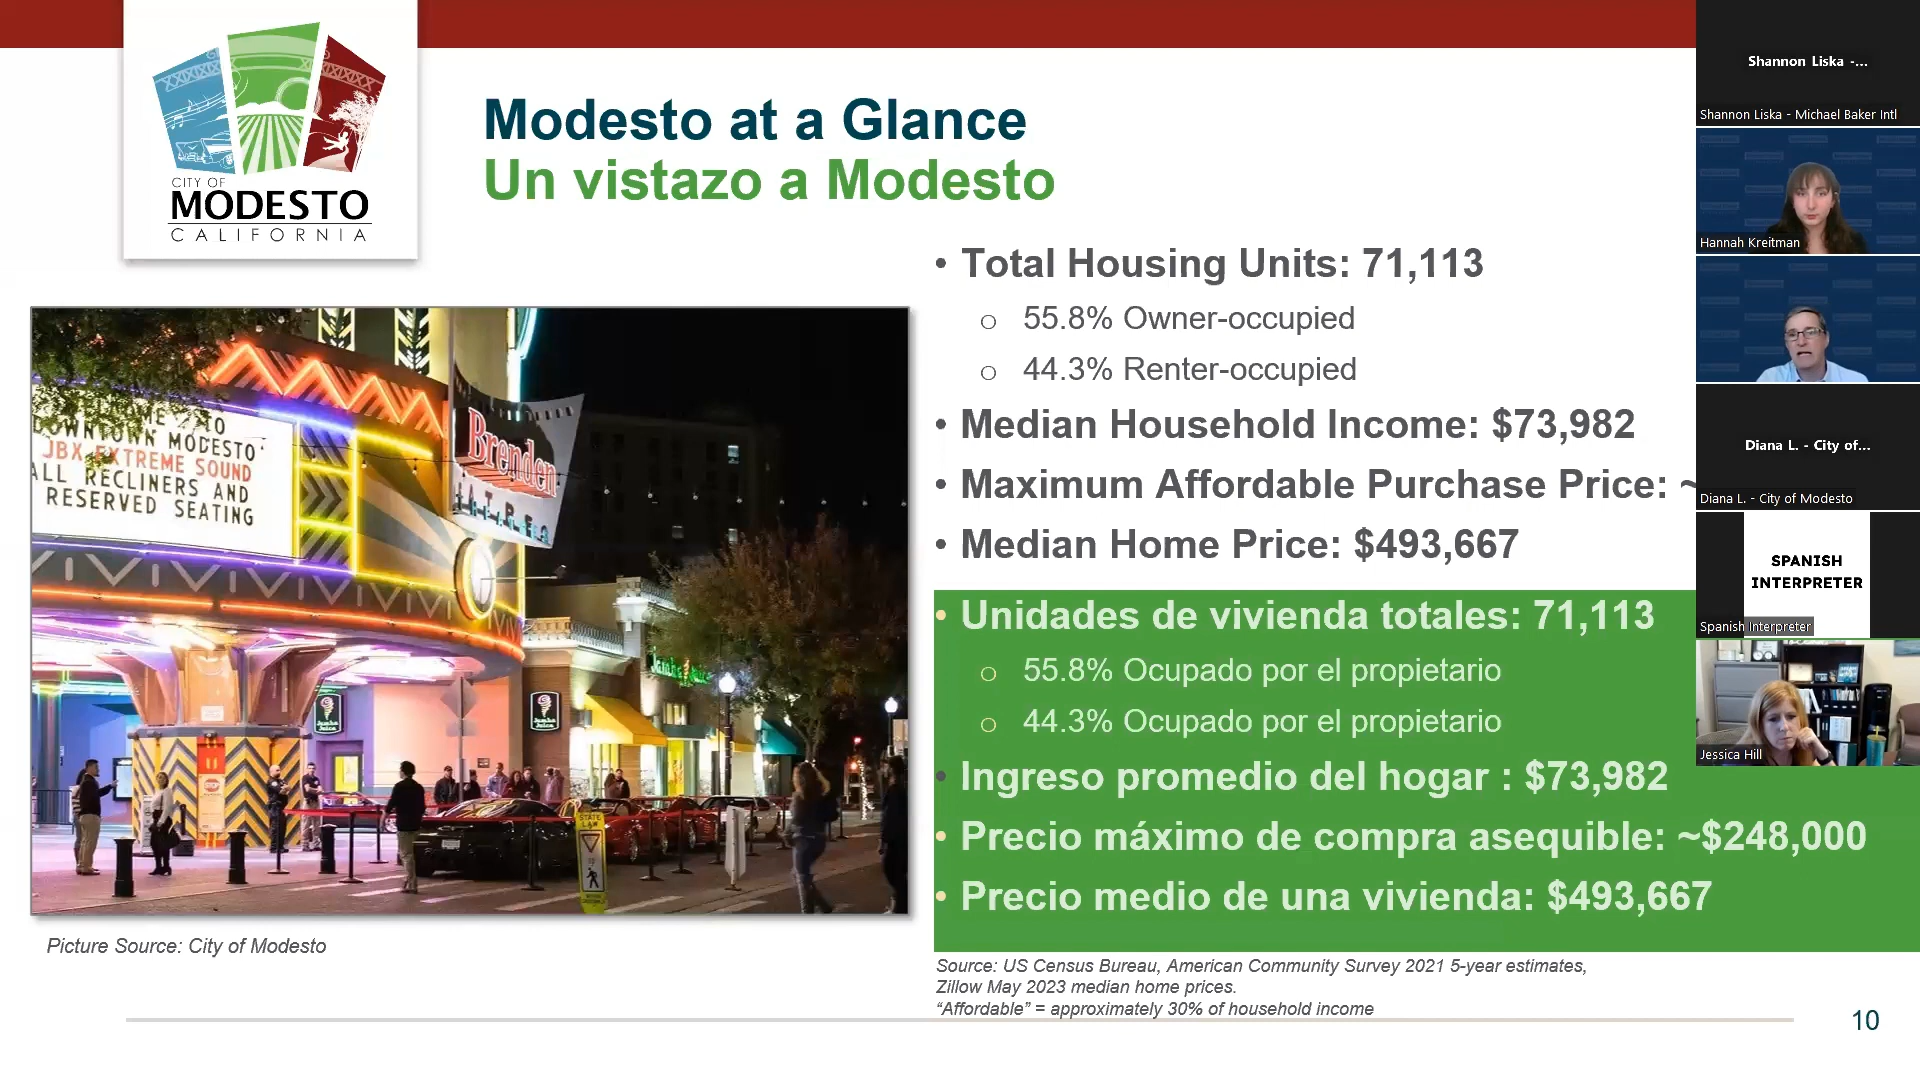 CITY OF
MODESTO
CALIFORNIA
Modesto at a Glance
Un vistazo a Modesto
• Total Housing Units: 71,113
o 55.8% Owner-occupied
o 44.3% Renter-occupied
• Median Household Income: $73,982
• Maximum Affordable Purchase Price: ~
• Median Home Price: $493,667
• Unidades de vivienda totales: 71,113
o 55.8% Ocupado por el propietario
o 44.3% Ocupado por el propietario
• Ingreso promedio del hogar : $73,982
• Precio máximo de compra asequible: ~$248,000
• Precio medio de una vivienda: $493,667
Source: US Census Bureau, American Community Survey 2021 5-year estimates,
Zillow May 2023 median home prices.
“Affordable” = approximately 30% of household income
10
TO
DOWNTOWN MODESTO
JBX EXTREME SOUND
ALL RECLINERS AND
RESERVED SEATING
Brenden
THEATRES
Jamba
Juice
STATE
LAW
Picture Source: City of Modesto
Shannon Liska -...
Shannon Liska - Michael Baker Intl
Hannah Kreitman
Diana L. - City of...
Diana L. - City of Modesto
SPANISH
INTERPRETER
Spanish Interpreter
Jessica Hill